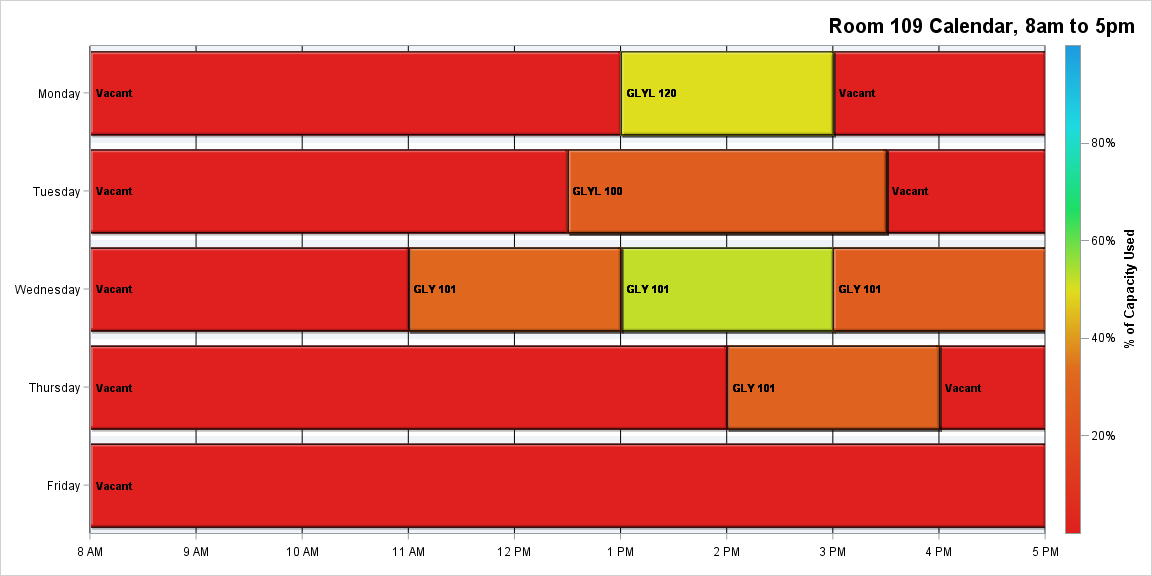 Room 109 Calendar, 8am to 5pm
Monday
Vacant
GLYL 120
Vacant
Tuesday
Vacant
GLYL 100
Vacant
Wednesday
Vacant
GLY 101
GLY 101
GLY 101
Thursday
Vacant
GLY 101
Vacant
Friday
Vacant
8 AM
9 AM
10 AM
11 AM
12 PM
1 PM
2 PM
3 PM
4 PM
5 PM
80%
60%
40%
20%
% of Capacity Used